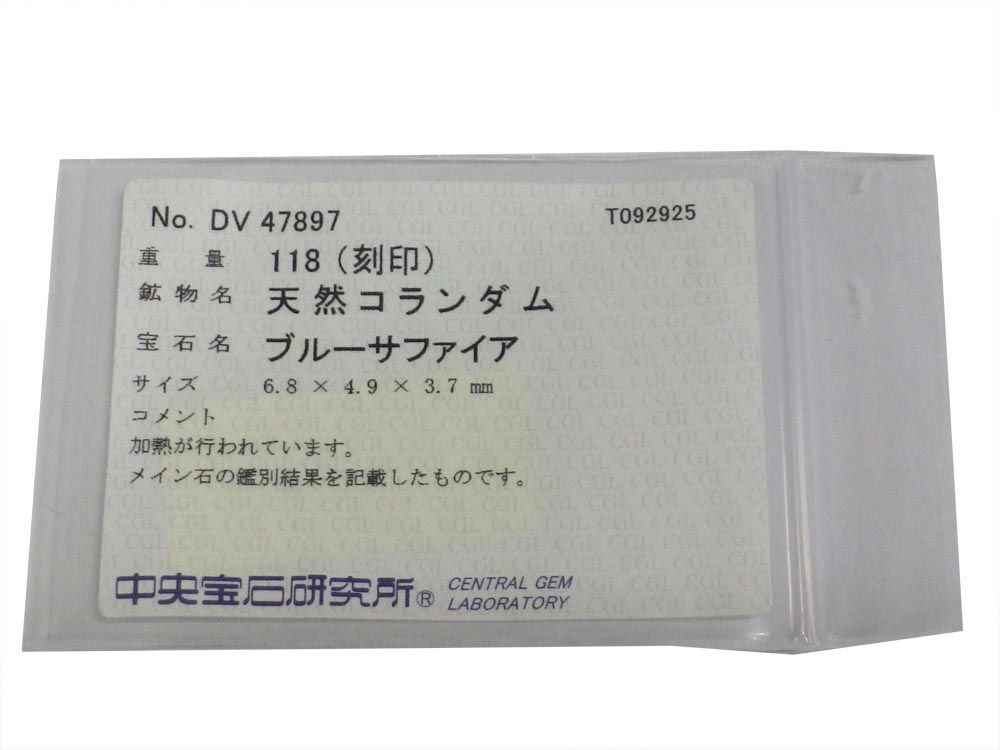 No. DV 47897 T092925
重量 118 (刻印)
鉱物名 天然コランダム
宝石名 ブルーサファイア
サイズ 6.8 × 4.9 × 3.7 mm
コメント
加熱が行われています。
メイン石の鑑別結果を記載したものです。
中央宝石研究所® CENTRAL GEM
LABORATORY